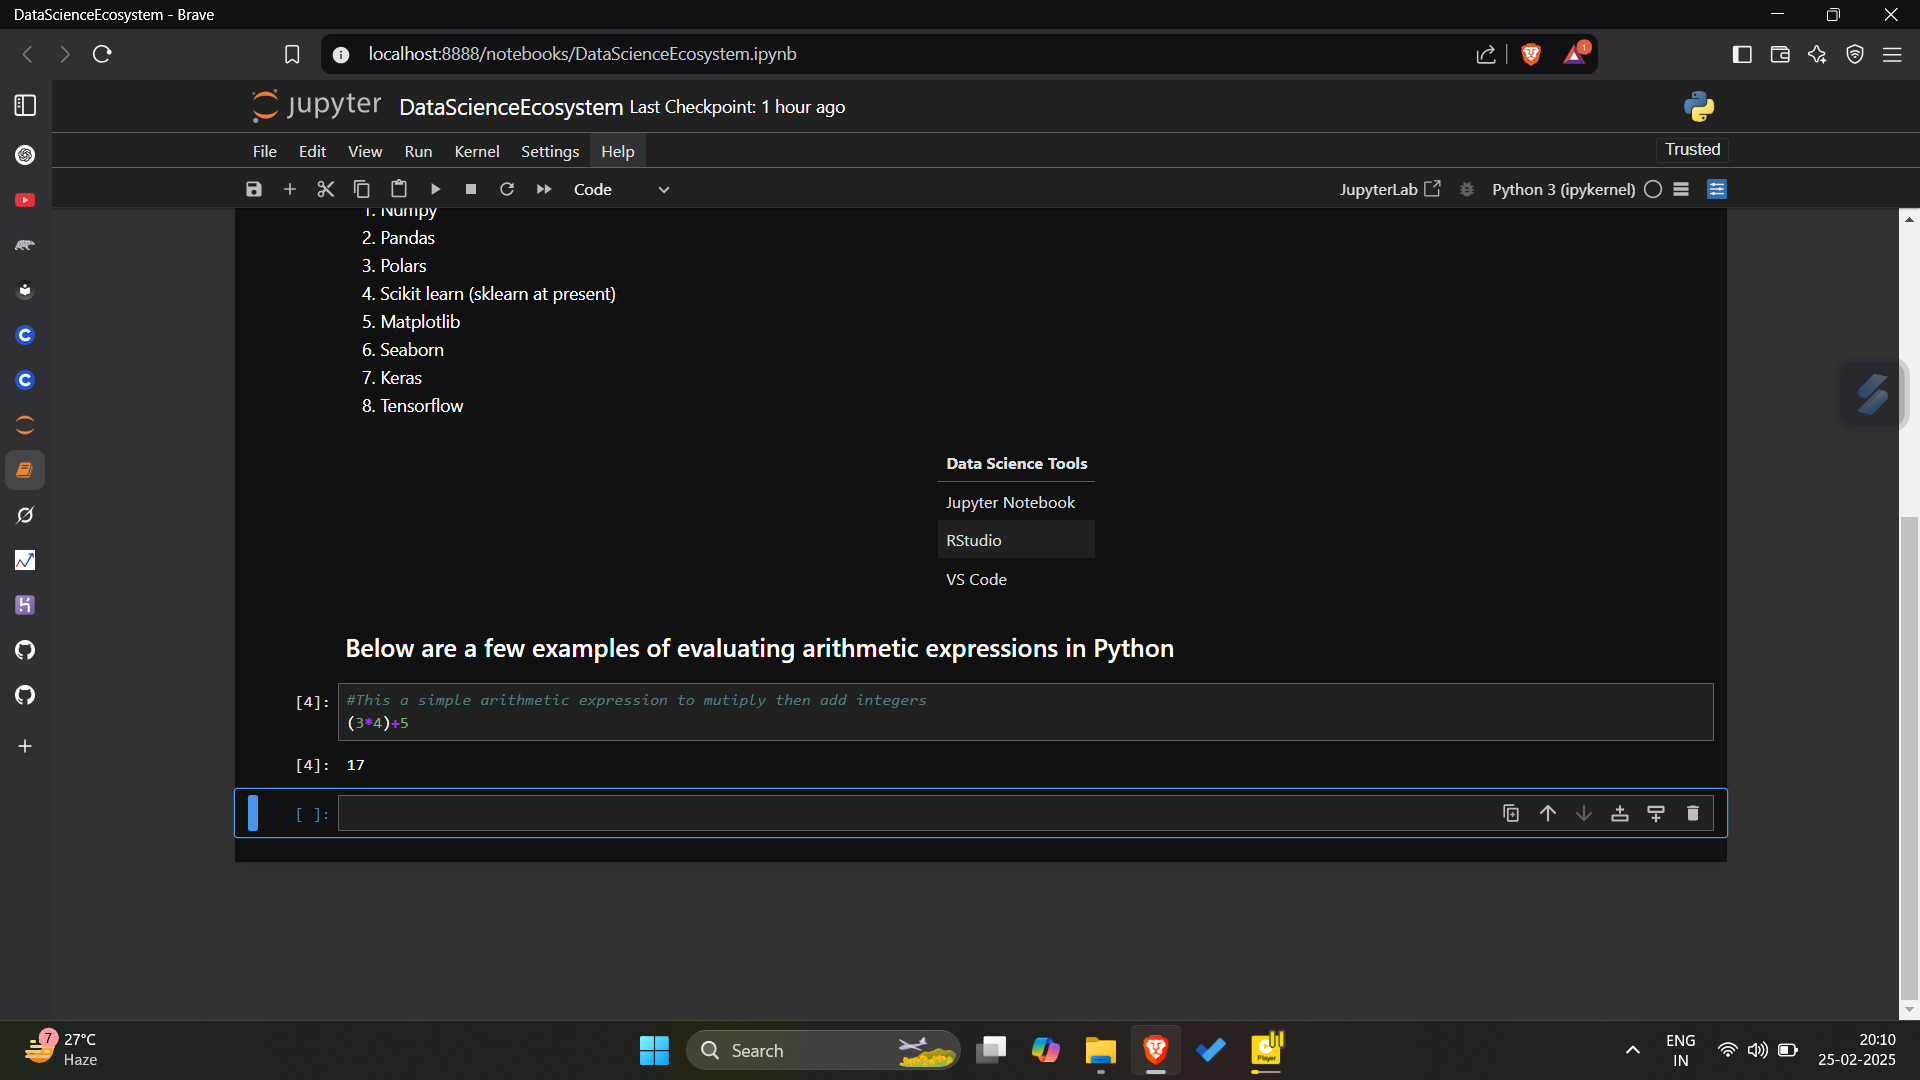 DataScienceEcosystem - Brave
localhost:8888/notebooks/DataScienceEcosystem.ipynb
1
jupyter DataScienceEcosystem Last Checkpoint: 1 hour ago
File Edit View Run Kernel Settings Help
Trusted
Code
JupyterLab
Python 3 (ipykernel)
1. Numpy
2. Pandas
3. Polars
4. Scikit learn (sklearn at present)
5. Matplotlib
6. Seaborn
7. Keras
8. Tensorflow
Data Science Tools
Jupyter Notebook
RStudio
VS Code
Below are a few examples of evaluating arithmetic expressions in Python
[4]: #This a simple arithmetic expression to mutiply then add integers
(3*4)+5
[4]: 17
[ ]:
7
27°C
Haze
Search
Player
ENG
IN
20:10
25-02-2025